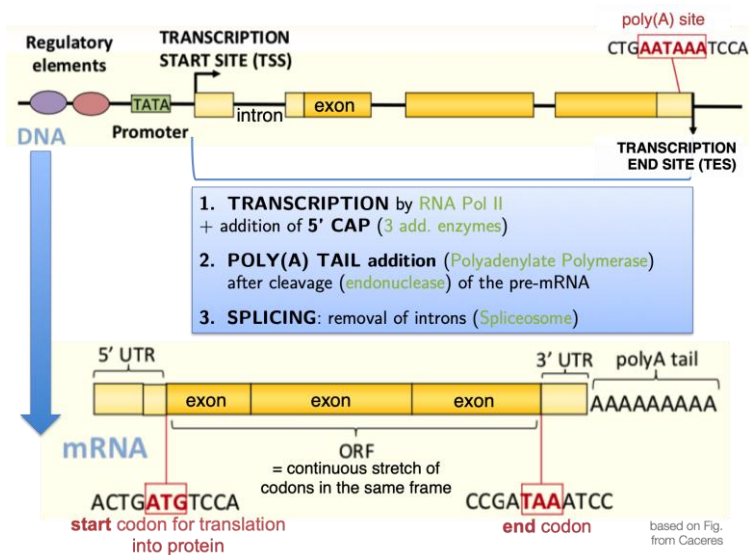 poly(A) site
CTGAATAAATCCA
Regulatory
elements
TRANSCRIPTION
START SITE (TSS)
TATA
intron
exon
DNA
Promoter
TRANSCRIPTION
END SITE (TES)
1. TRANSCRIPTION by RNA Pol II
+ addition of 5' CAP (3 add. enzymes)
2. POLY(A) TAIL addition (Polyadenylate Polymerase)
after cleavage (endonuclease) of the pre-mRNA
3. SPLICING: removal of introns (Spliceosome)
5' UTR
3' UTR
polyA tail
exon
exon
exon
AAAAAAAAA
mRNA
ORF
= continuous stretch of
codons in the same frame
ACTGATGTCCA
start codon for translation
into protein
CCGATAAATCC
end codon
based on Fig.
from Caceres